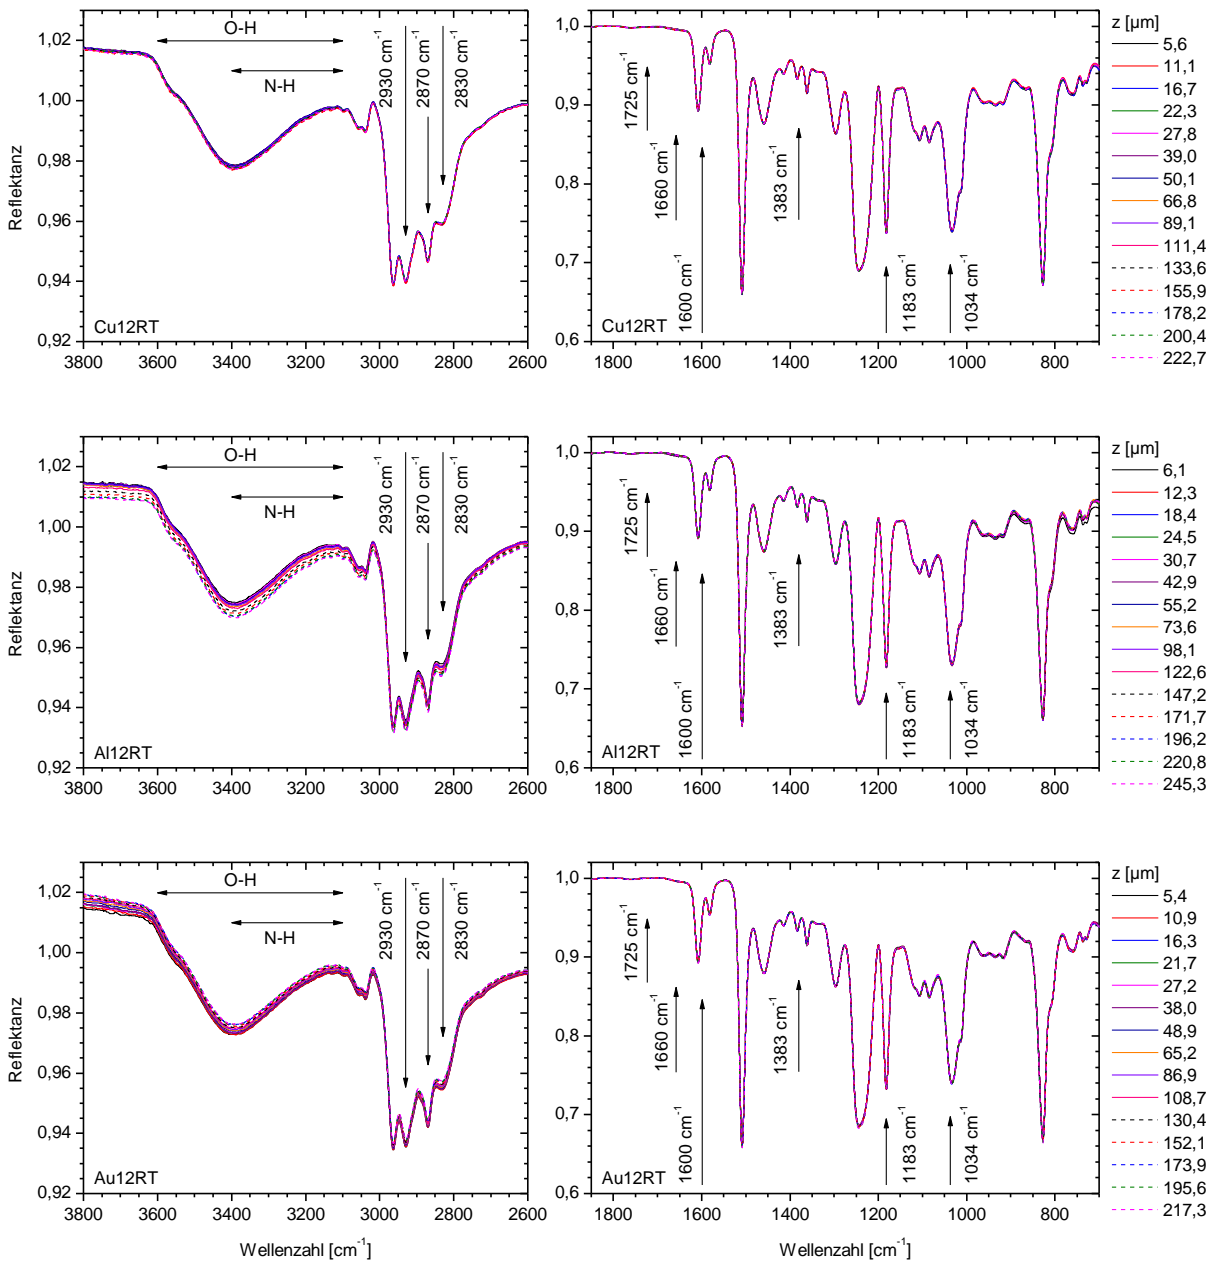 1,02
1,00
0,98
0,96
0,94
0,92
Reflektanz
O-H
N-H
2930 cm⁻¹
2870 cm⁻¹
2830 cm⁻¹
Cu12RT
3800 3600 3400 3200 3000 2800 2600
1,0
0,9
0,8
0,7
0,6
1725 cm⁻¹
1660 cm⁻¹
1600 cm⁻¹
1383 cm⁻¹
1183 cm⁻¹
1034 cm⁻¹
Cu12RT
1800 1600 1400 1200 1000 800
z [µm]
5,6
11,1
16,7
22,3
27,8
39,0
50,1
66,8
89,1
111,4
133,6
155,9
178,2
200,4
222,7
1,02
1,00
0,98
0,96
0,94
0,92
Reflektanz
O-H
N-H
2930 cm⁻¹
2870 cm⁻¹
2830 cm⁻¹
Al12RT
3800 3600 3400 3200 3000 2800 2600
1,0
0,9
0,8
0,7
0,6
1725 cm⁻¹
1660 cm⁻¹
1600 cm⁻¹
1383 cm⁻¹
1183 cm⁻¹
1034 cm⁻¹
Al12RT
1800 1600 1400 1200 1000 800
z [µm]
6,1
12,3
18,4
24,5
30,7
42,9
55,2
73,6
98,1
122,6
147,2
171,7
196,2
220,8
245,3
1,02
1,00
0,98
0,96
0,94
0,92
Reflektanz
O-H
N-H
2930 cm⁻¹
2870 cm⁻¹
2830 cm⁻¹
Au12RT
3800 3600 3400 3200 3000 2800 2600
Wellenzahl [cm⁻¹]
1,0
0,9
0,8
0,7
0,6
1725 cm⁻¹
1660 cm⁻¹
1600 cm⁻¹
1383 cm⁻¹
1183 cm⁻¹
1034 cm⁻¹
Au12RT
1800 1600 1400 1200 1000 800
Wellenzahl [cm⁻¹]
z [µm]
5,4
10,9
16,3
21,7
27,2
38,0
48,9
65,2
86,9
108,7
130,4
152,1
173,9
195,6
217,3